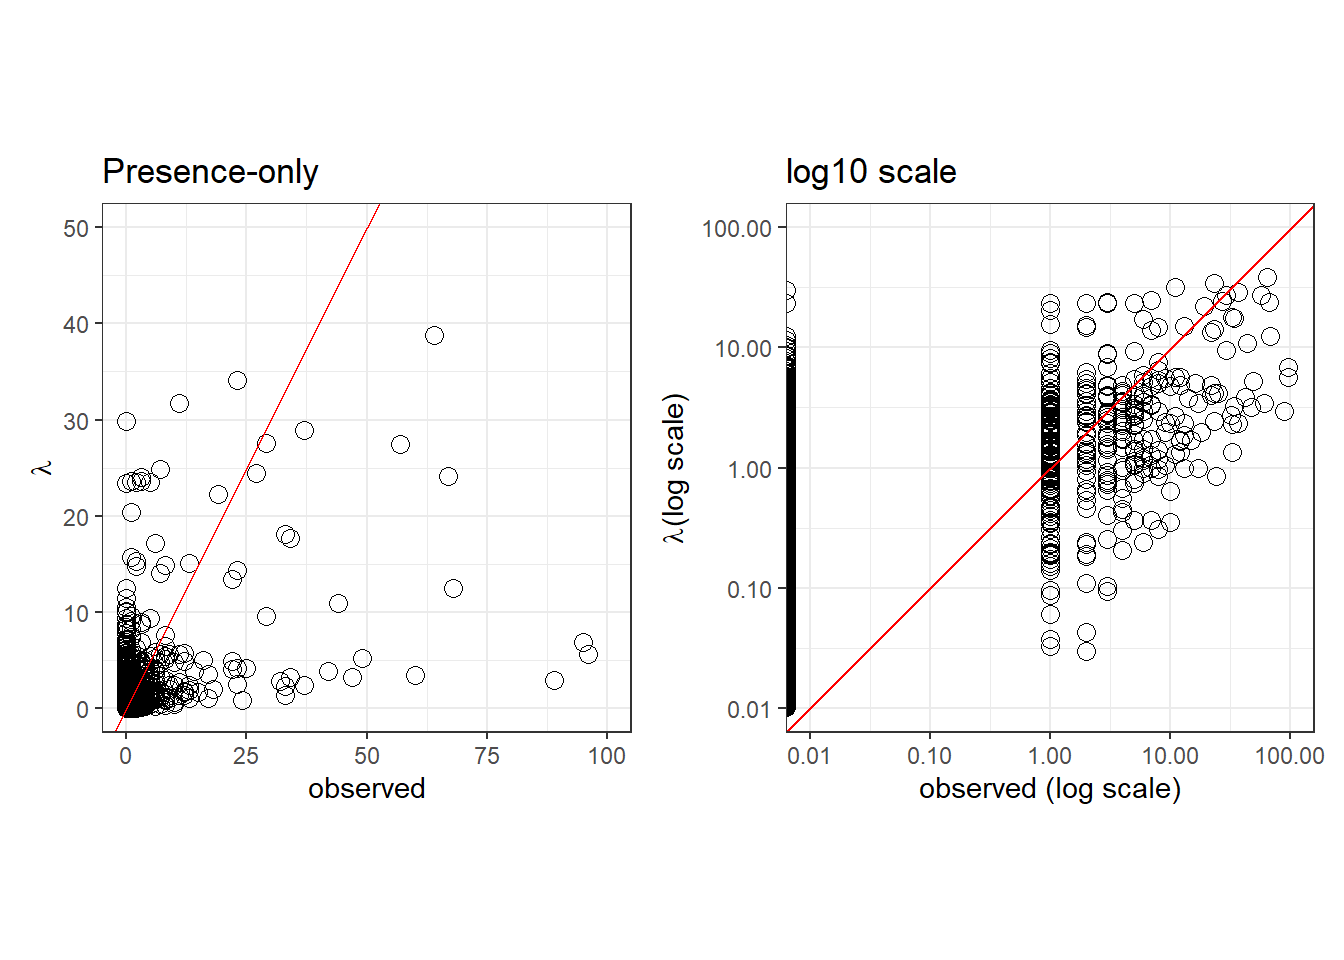 Presence-only
50
40
30
20
10
0
λ
0 25 50 75 100
observed
log10 scale
100.00
10.00
1.00
0.10
0.01
λ(log scale)
0.01 0.10 1.00 10.00 100.00
observed (log scale)